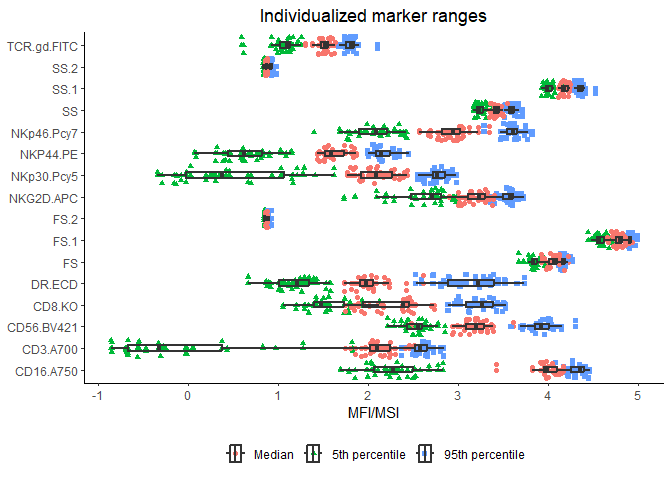 Individualized marker ranges
TCR.gd.FITC
SS.2
SS.1
SS
NKp46.Pcy7
NKP44.PE
NKp30.Pcy5
NKG2D.APC
FS.2
FS.1
FS
DR.ECD
CD8.KO
CD56.BV421
CD3.A700
CD16.A750
-1 0 1 2 3 4 5
MFI/MSI
Median 5th percentile 95th percentile